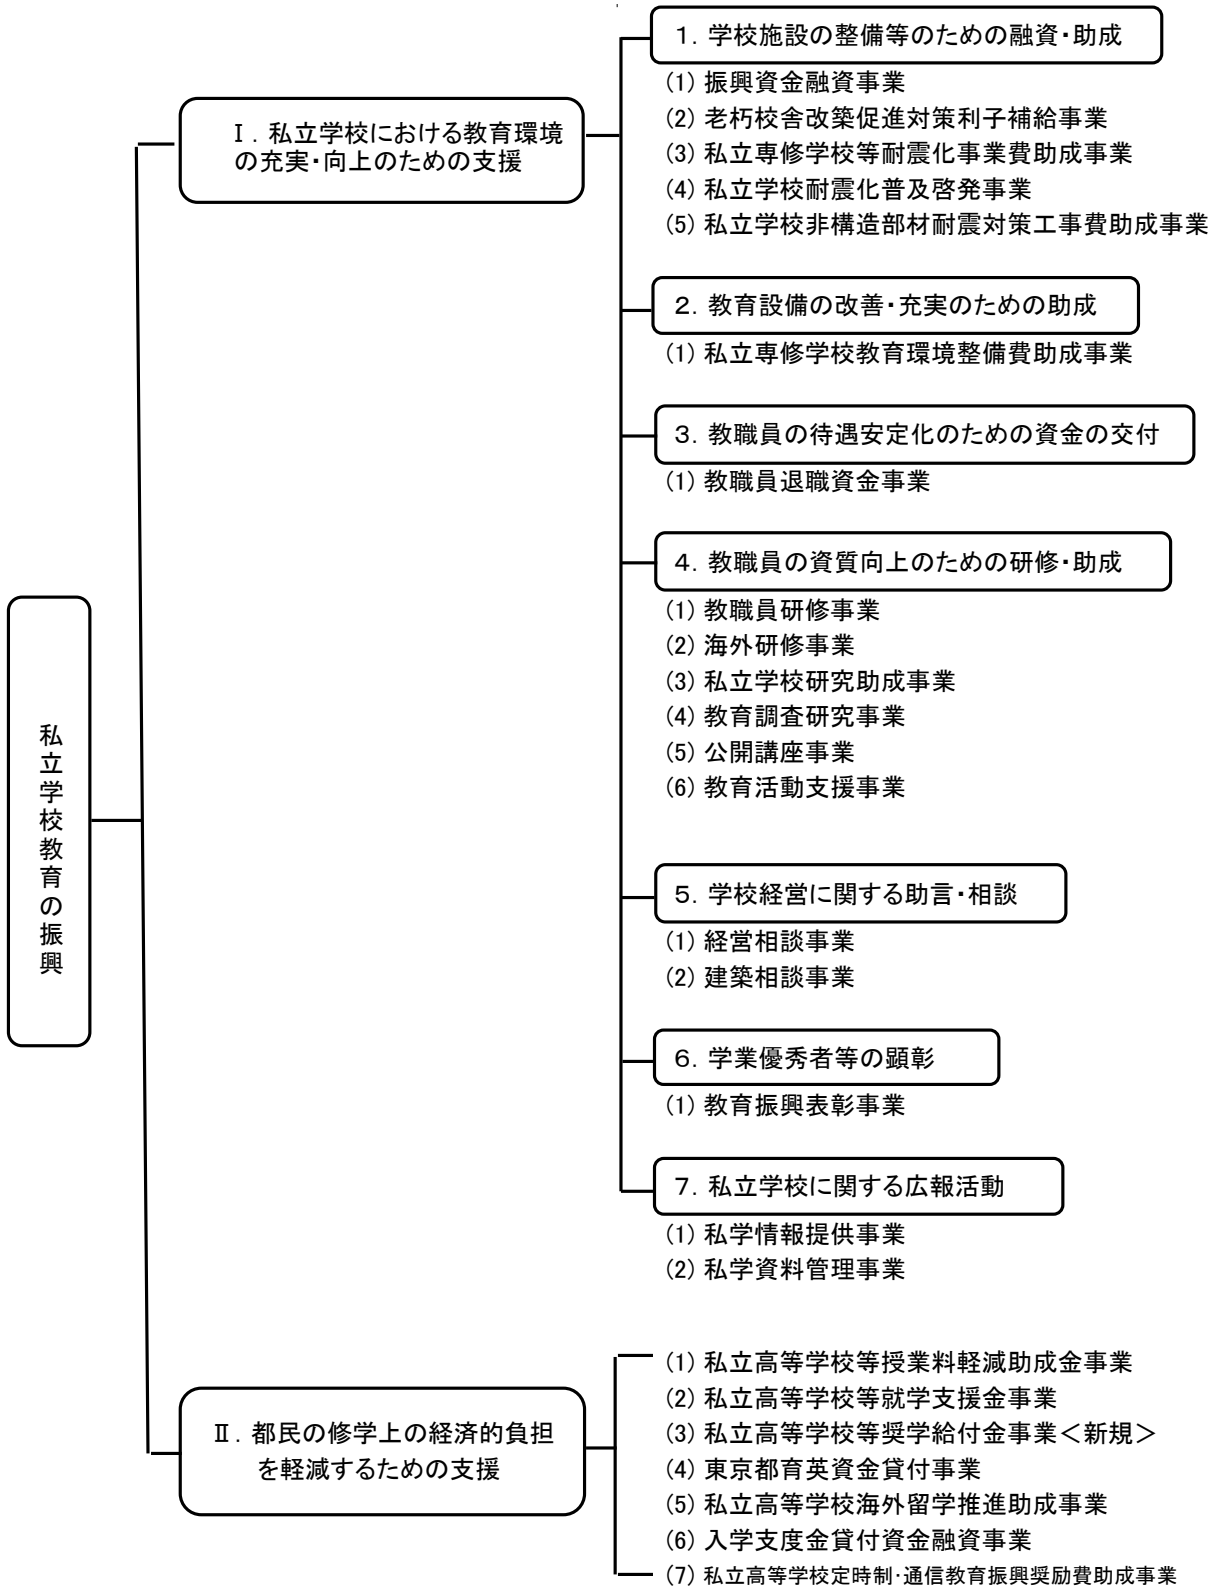 私立学校教育の振興
Ⅰ．私立学校における教育環境
の充実・向上のための支援
１．学校施設の整備等のための融資・助成
(1) 振興資金融資事業
(2) 老朽校舎改築促進対策利子補給事業
(3) 私立専修学校等耐震化事業費助成事業
(4) 私立学校耐震化普及啓発事業
(5) 私立学校非構造部材耐震対策工事費助成事業
２．教育設備の改善・充実のための助成
(1) 私立専修学校教育環境整備費助成事業
３．教職員の待遇安定化のための資金の交付
(1) 教職員退職資金事業
４．教職員の資質向上のための研修・助成
(1) 教職員研修事業
(2) 海外研修事業
(3) 私立学校研究助成事業
(4) 教育調査研究事業
(5) 公開講座事業
(6) 教育活動支援事業
５．学校経営に関する助言・相談
(1) 経営相談事業
(2) 建築相談事業
６．学業優秀者等の顕彰
(1) 教育振興表彰事業
７．私立学校に関する広報活動
(1) 私学情報提供事業
(2) 私学資料管理事業
Ⅱ．都民の修学上の経済的負担
を軽減するための支援
(1) 私立高等学校等授業料軽減助成金事業
(2) 私立高等学校等就学支援金事業
(3) 私立高等学校等奨学給付金事業＜新規＞
(4) 東京都育英資金貸付事業
(5) 私立高等学校海外留学推進助成事業
(6) 入学支度金貸付資金融資事業
(7) 私立高等学校定時制・通信教育振興奨励費助成事業